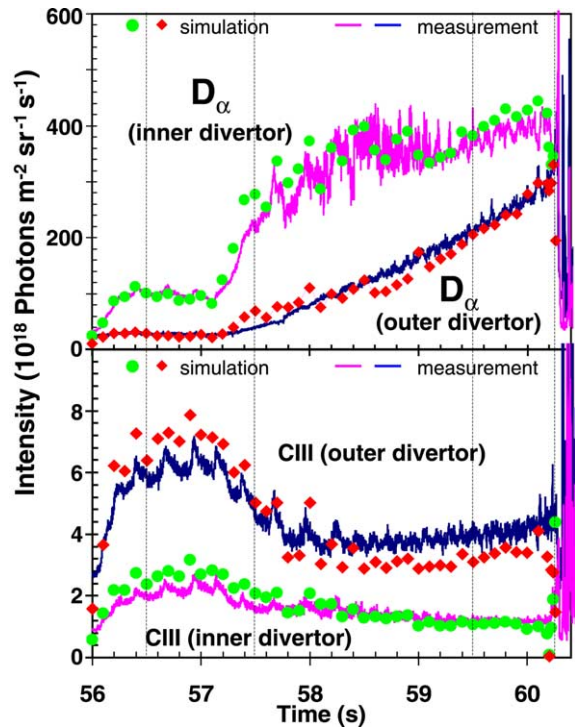 600
400
200
0
simulation measurement
Dα
(inner divertor)
Dα
(outer divertor)
Intensity (10¹⁸ Photons m⁻² sr⁻¹ s⁻¹)
8
6
4
2
0
simulation measurement
CIII (outer divertor)
CIII (inner divertor)
56 57 58 59 60
Time (s)